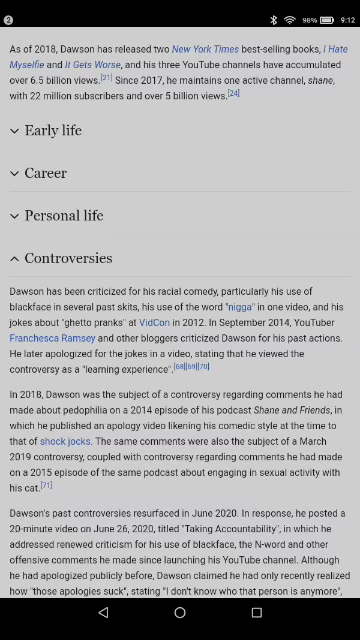 2
98% 9:12
As of 2018, Dawson has released two New York Times best-selling books, I Hate
Myselfie and It Gets Worse, and his three YouTube channels have accumulated
over 6.5 billion views.[21] Since 2017, he maintains one active channel, shane,
with 22 million subscribers and over 5 billion views.[24]
Early life
Career
Personal life
Controversies
Dawson has been criticized for his racial comedy, particularly his use of
blackface in several past skits, his use of the word "nigga" in one video, and his
jokes about "ghetto pranks" at VidCon in 2012. In September 2014, YouTuber
Franchesca Ramsey and other bloggers criticized Dawson for his past actions.
He later apologized for the jokes in a video, stating that he viewed the
controversy as a "learning experience".[68][69][70]
In 2018, Dawson was the subject of a controversy regarding comments he had
made about pedophilia on a 2014 episode of his podcast Shane and Friends, in
which he published an apology video likening his comedic style at the time to
that of shock jocks. The same comments were also the subject of a March
2019 controversy, coupled with controversy regarding comments he had made
on a 2015 episode of the same podcast about engaging in sexual activity with
his cat.[71]
Dawson's past controversies resurfaced in June 2020. In response, he posted a
20-minute video on June 26, 2020, titled "Taking Accountability", in which he
addressed renewed criticism for his use of blackface, the N-word and other
offensive comments he made since launching his YouTube channel. Although
he had apologized publicly before, Dawson claimed he had only recently realized
how "those apologies suck", stating "I don't know who that person is anymore",